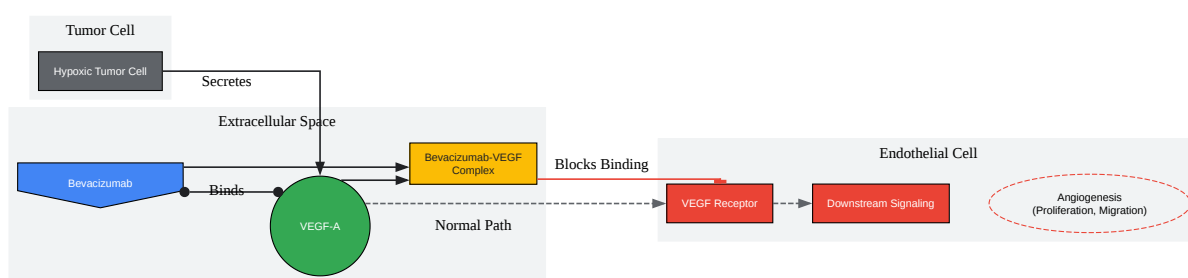 Tumor Cell
Hypoxic Tumor Cell
Secretes
Extracellular Space
Bevacizumab
Binds
VEGF-A
Bevacizumab-VEGF
Complex
Blocks Binding
Normal Path
Endothelial Cell
VEGF Receptor
Downstream Signaling
Angiogenesis
(Proliferation, Migration)